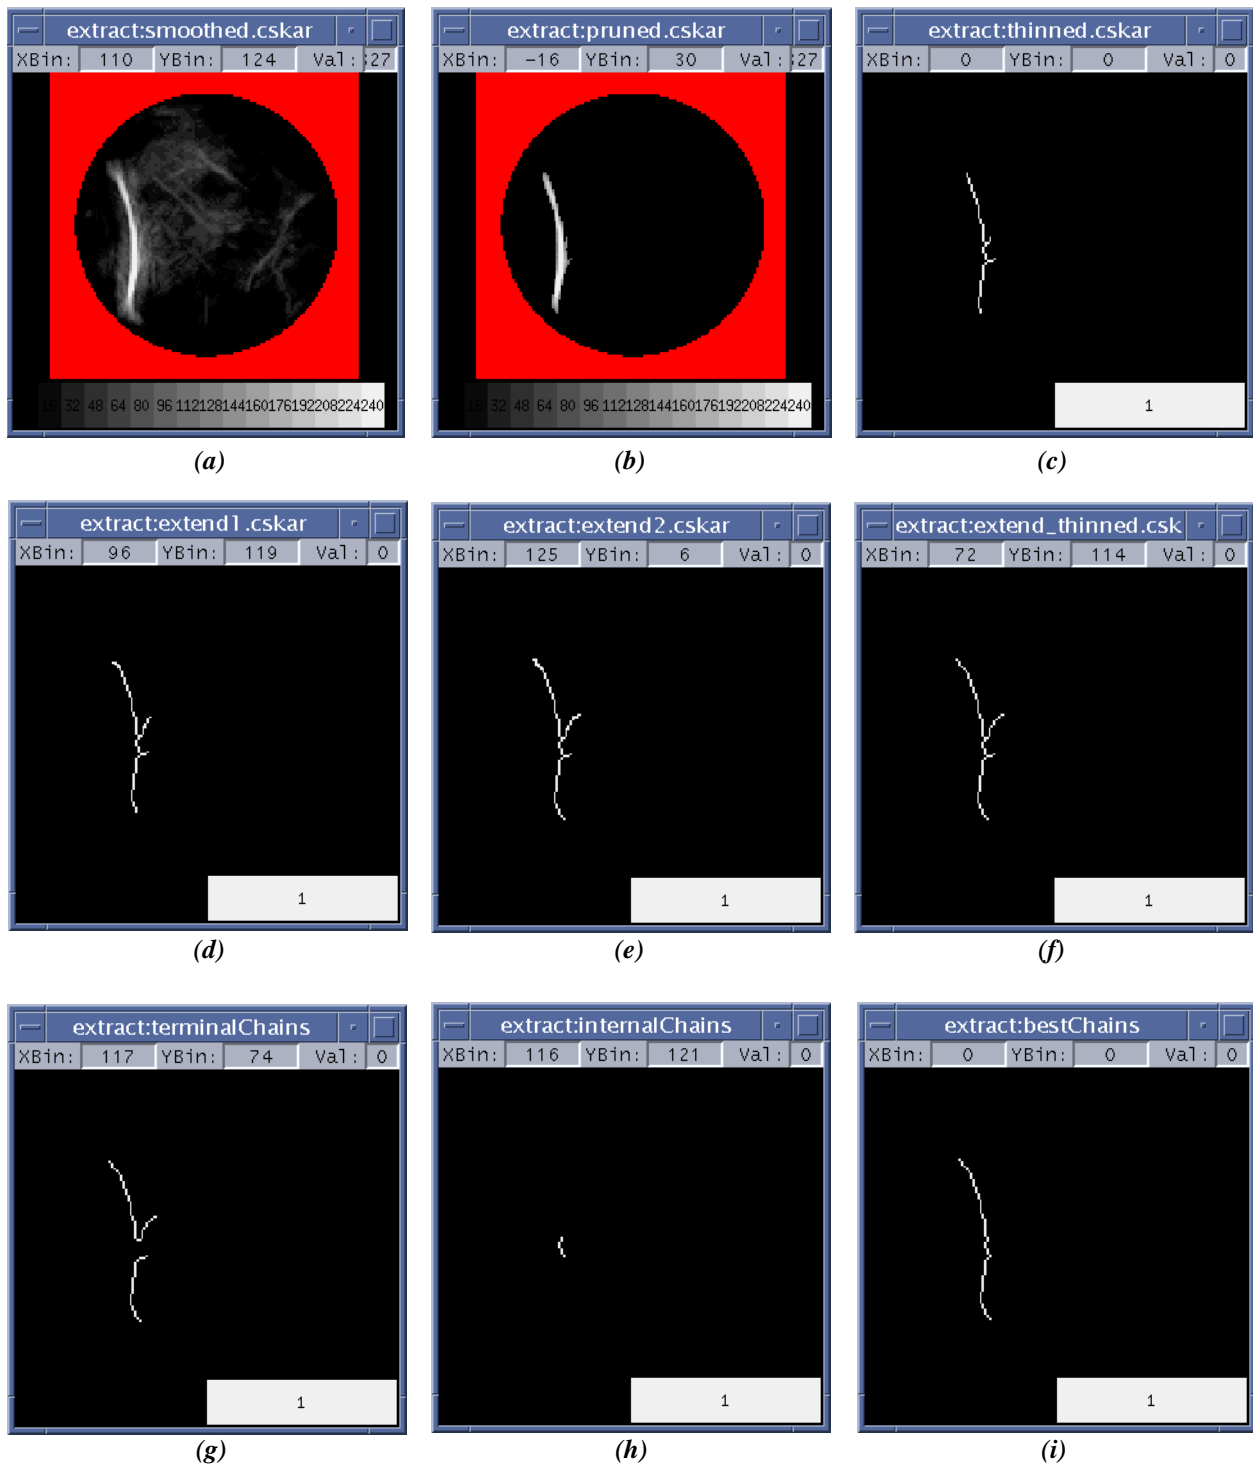 extract:smoothed.cskar
XBin: 110 YBin: 124 Val: :27
16 32 48 64 80 96 112128144160176192208224240
(a)
extract:pruned.cskar
XBin: -16 YBin: 30 Val: :27
16 32 48 64 80 96 112128144160176192208224240
(b)
extract:thinned.cskar
XBin: 0 YBin: 0 Val: 0
1
(c)
extract:extend1.cskar
XBin: 96 YBin: 119 Val: 0
1
(d)
extract:extend2.cskar
XBin: 125 YBin: 6 Val: 0
1
(e)
extract:extend_thinned.csk
XBin: 72 YBin: 114 Val: 0
1
(f)
extract:terminalChains
XBin: 117 YBin: 74 Val: 0
1
(g)
extract:internalChains
XBin: 116 YBin: 121 Val: 0
1
(h)
extract:bestChains
XBin: 0 YBin: 0 Val: 0
1
(i)